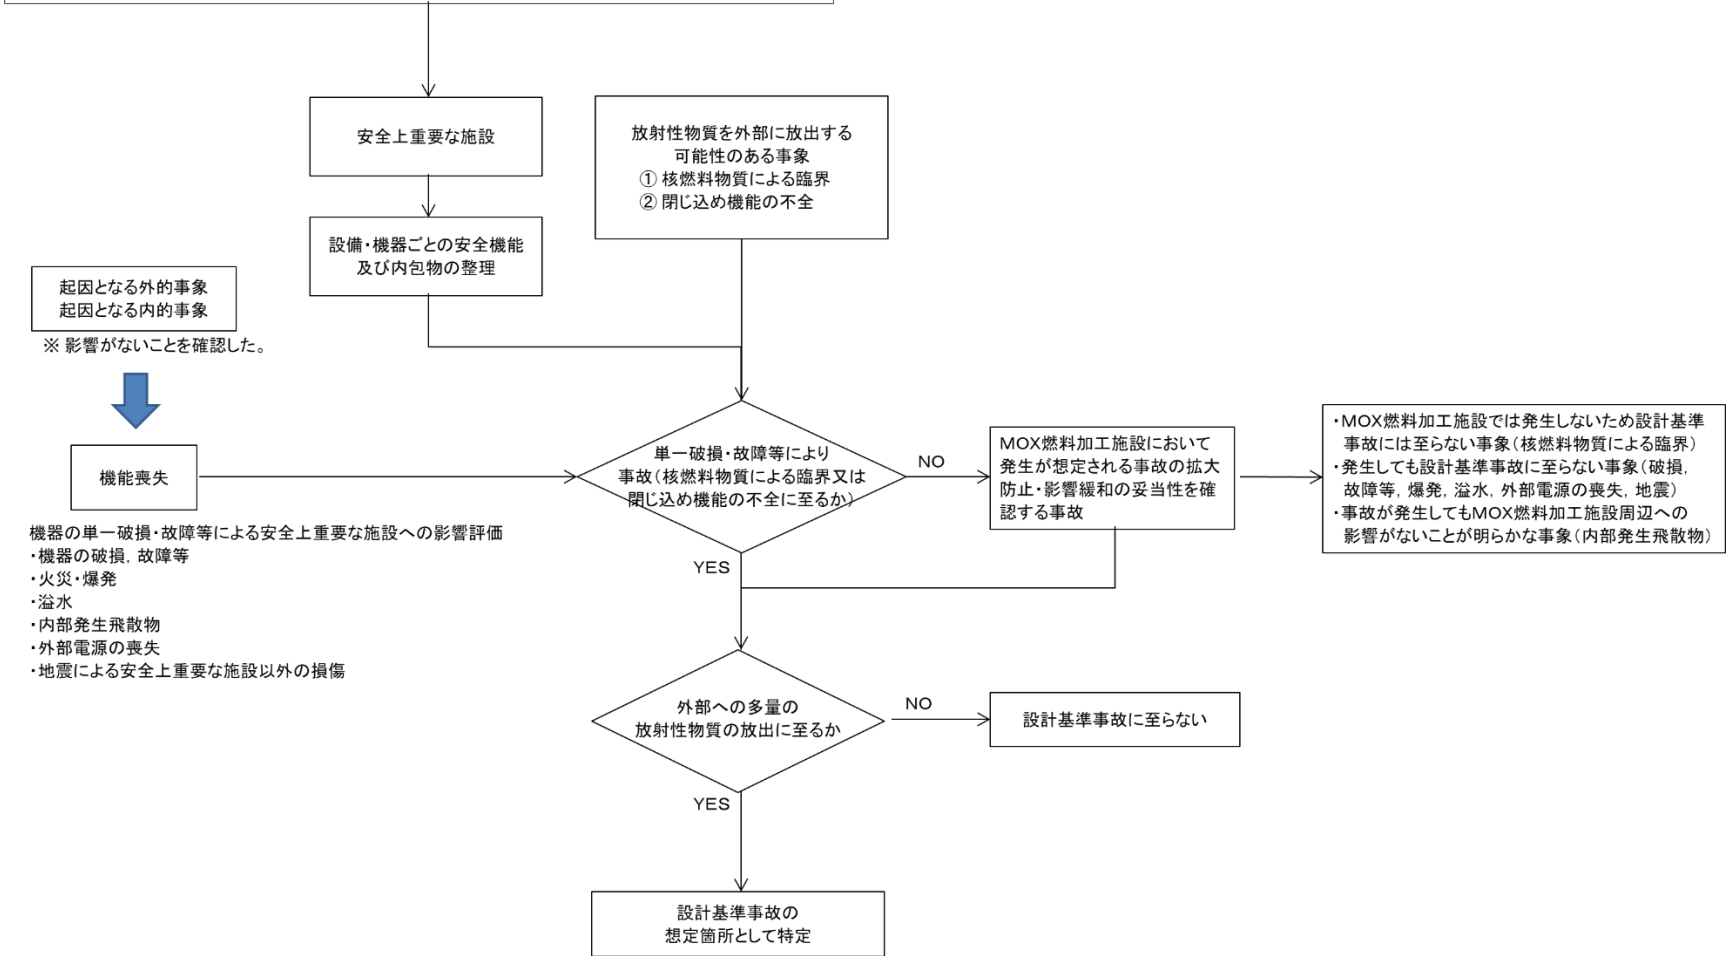 安全上重要な施設
放射性物質を外部に放出する
可能性のある事象
① 核燃料物質による臨界
② 閉じ込め機能の不全
設備・機器ごとの安全機能
及び内包物の整理
起因となる外的事象
起因となる内的事象
※ 影響がないことを確認した。
機能喪失
機器の単一破損・故障等による安全上重要な施設への影響評価
・機器の破損，故障等
・火災・爆発
・溢水
・内部発生飛散物
・外部電源の喪失
・地震による安全上重要な施設以外の損傷
単一破損・故障等により
事故（核燃料物質による臨界又は
閉じ込め機能の不全に至るか）
NO
YES
MOX燃料加工施設において
発生が想定される事故の拡大
防止・影響緩和の妥当性を確
認する事故
・MOX燃料加工施設では発生しないため設計基準
事故には至らない事象（核燃料物質による臨界）
・発生しても設計基準事故に至らない事象（破損，
故障等，爆発，溢水，外部電源の喪失，地震）
・事故が発生してもMOX燃料加工施設周辺への
影響がないことが明らかな事象（内部発生飛散物）
外部への多量の
放射性物質の放出に至るか
NO
YES
設計基準事故に至らない
設計基準事故の
想定箇所として特定